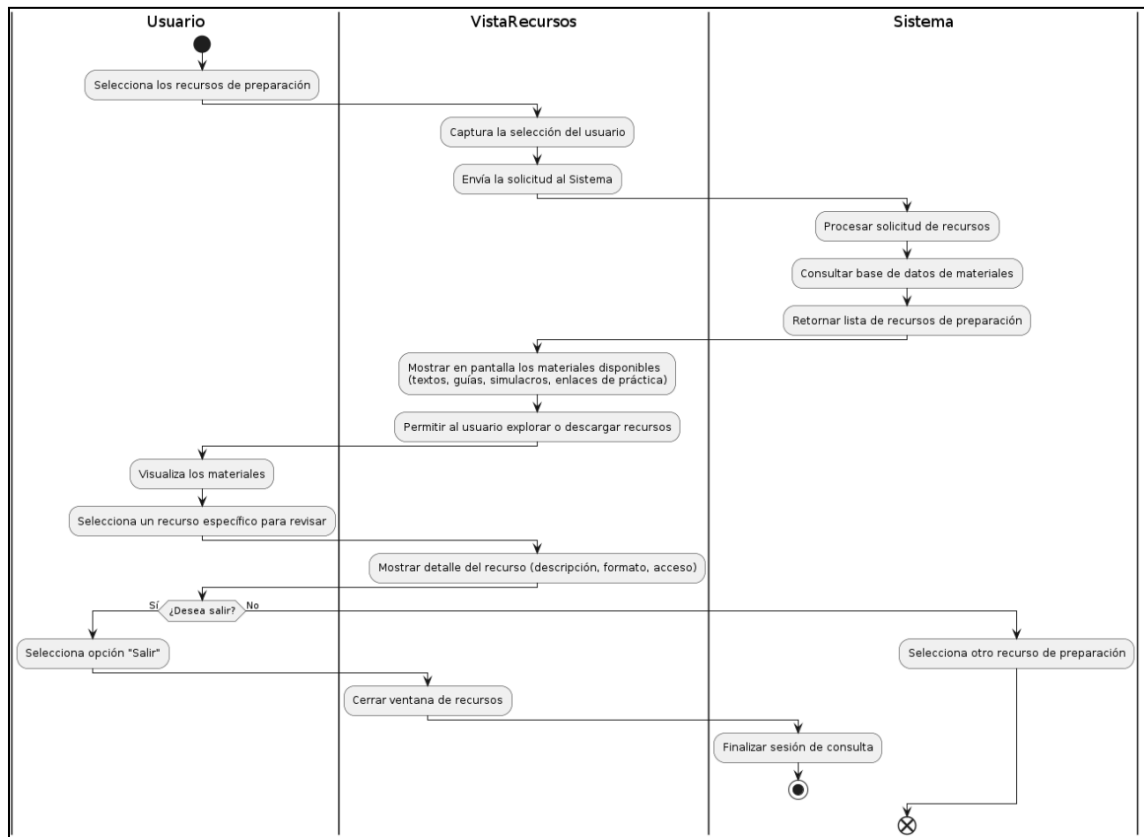 Usuario
VistaRecursos
Sistema
Selecciona los recursos de preparación
Captura la selección del usuario
Envía la solicitud al Sistema
Procesar solicitud de recursos
Consultar base de datos de materiales
Retornar lista de recursos de preparación
Mostrar en pantalla los materiales disponibles
(textos, guías, simulacros, enlaces de práctica)
Permitir al usuario explorar o descargar recursos
Visualiza los materiales
Selecciona un recurso específico para revisar
Mostrar detalle del recurso (descripción, formato, acceso)
Sí
¿Desea salir?
No
Selecciona opción "Salir"
Selecciona otro recurso de preparación
Cerrar ventana de recursos
Finalizar sesión de consulta